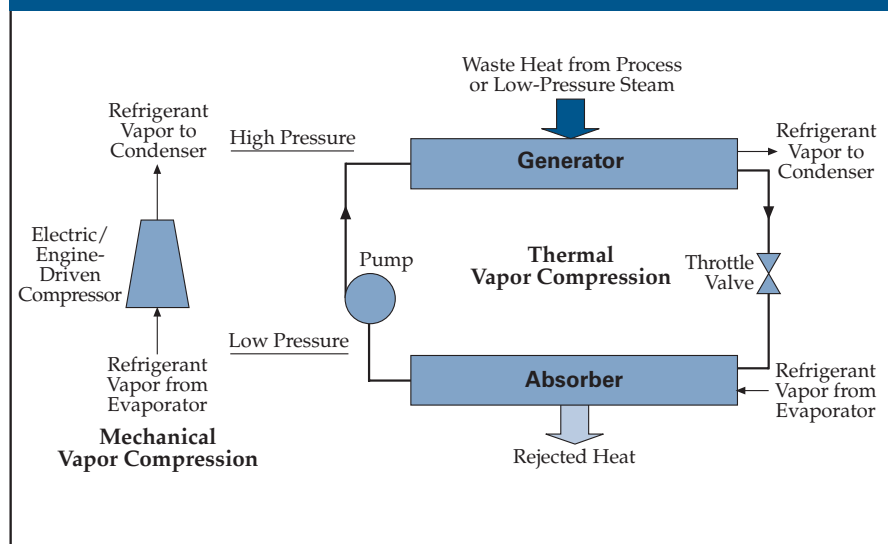 Refrigerant
Vapor to
Condenser
Electric/
Engine-
Driven
Compressor
Refrigerant
Vapor from
Evaporator
Mechanical
Vapor Compression
High Pressure
Low Pressure
Waste Heat from Process
or Low-Pressure Steam
Generator
Refrigerant
Vapor to
Condenser
Pump
Thermal
Vapor Compression
Throttle
Valve
Absorber
Refrigerant
Vapor from
Evaporator
Rejected Heat